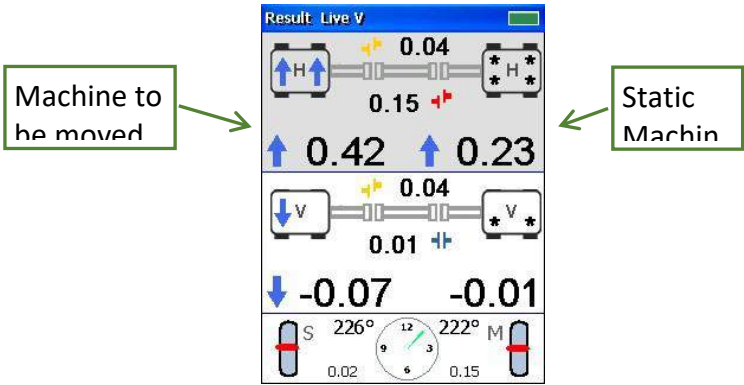 Result Live V
0.04
H H
0.15
Machine to
be moved
Static
Machin
0.42 0.23
0.04
V V
0.01
-0.07 -0.01
S 226° 12 222° M
9 3
0.02 6 0.15